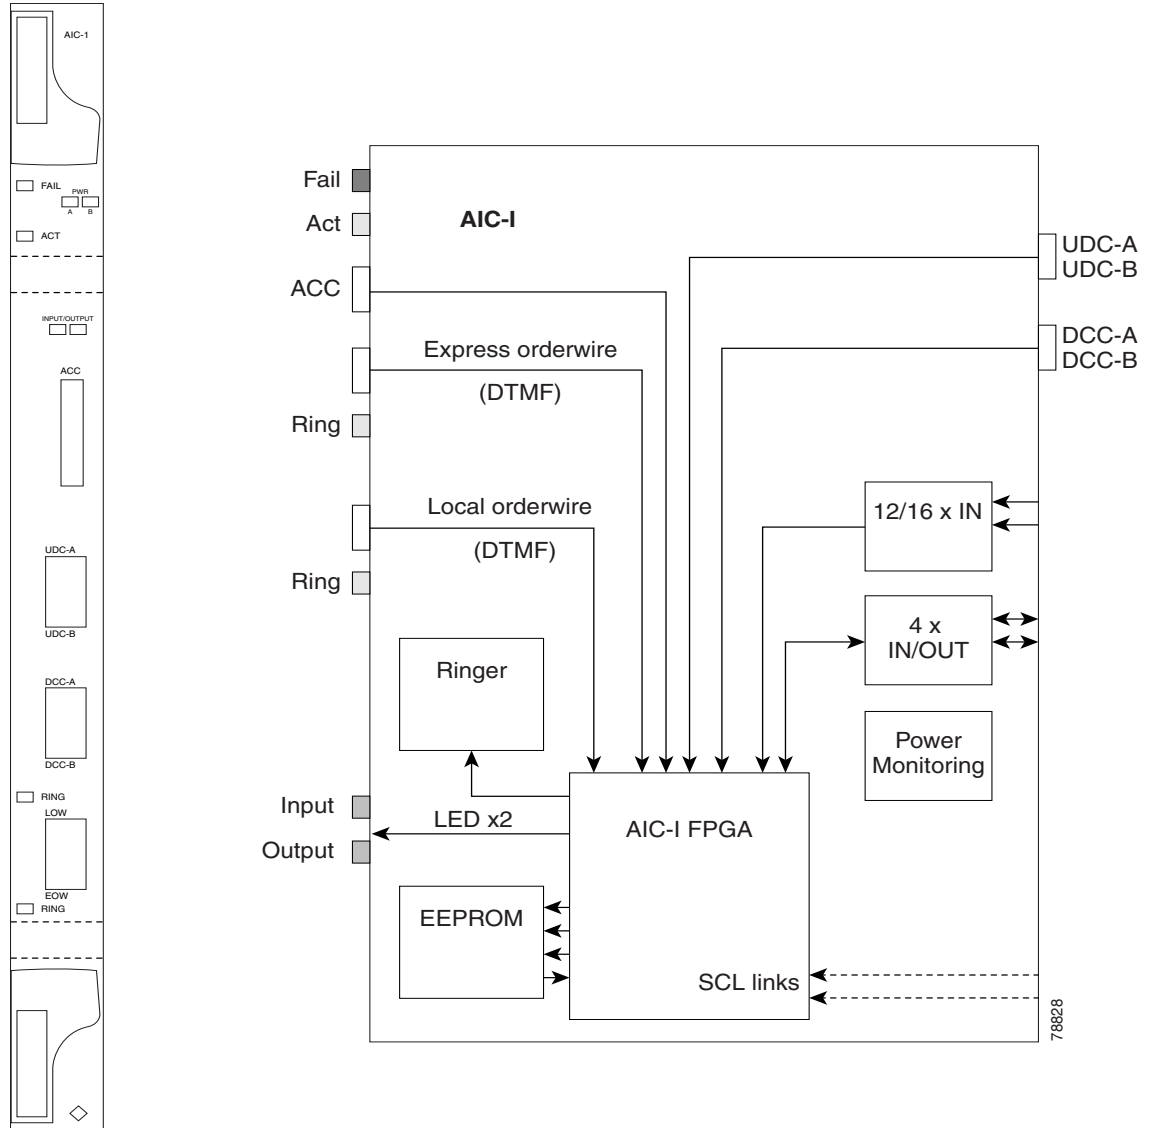 AIC-1
FAIL
PWR
A B
ACT
INPUT/OUTPUT
ACC
UDC-A
UDC-B
DCC-A
DCC-B
RING
LOW
EOW
RING
Fail
Act
AIC-I
ACC
UDC-A
UDC-B
DCC-A
DCC-B
Express orderwire
(DTMF)
Ring
Local orderwire
(DTMF)
Ring
12/16 x IN
4 x
IN/OUT
Ringer
Power
Monitoring
Input
LED x2
Output
AIC-I FPGA
EEPROM
SCL links
78828